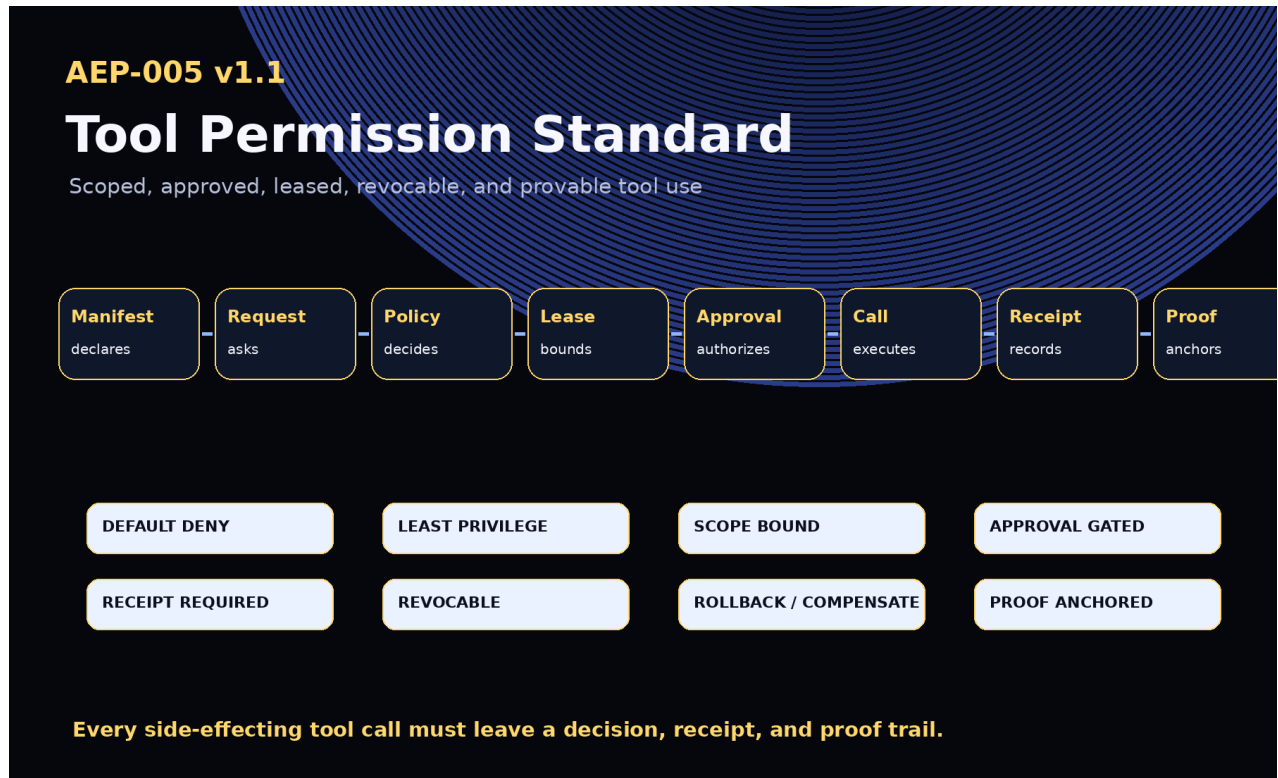 AEP-005 v1.1
Tool Permission Standard
Scoped, approved, leased, revocable, and provable tool use
Manifest
declares
Request
asks
Policy
decides
Lease
bounds
Approval
authorizes
Call
executes
Receipt
records
Proof
anchors
DEFAULT DENY
LEAST PRIVILEGE
SCOPE BOUND
APPROVAL GATED
RECEIPT REQUIRED
REVOCABLE
ROLLBACK / COMPENSATE
PROOF ANCHORED
Every side-effecting tool call must leave a decision, receipt, and proof trail.